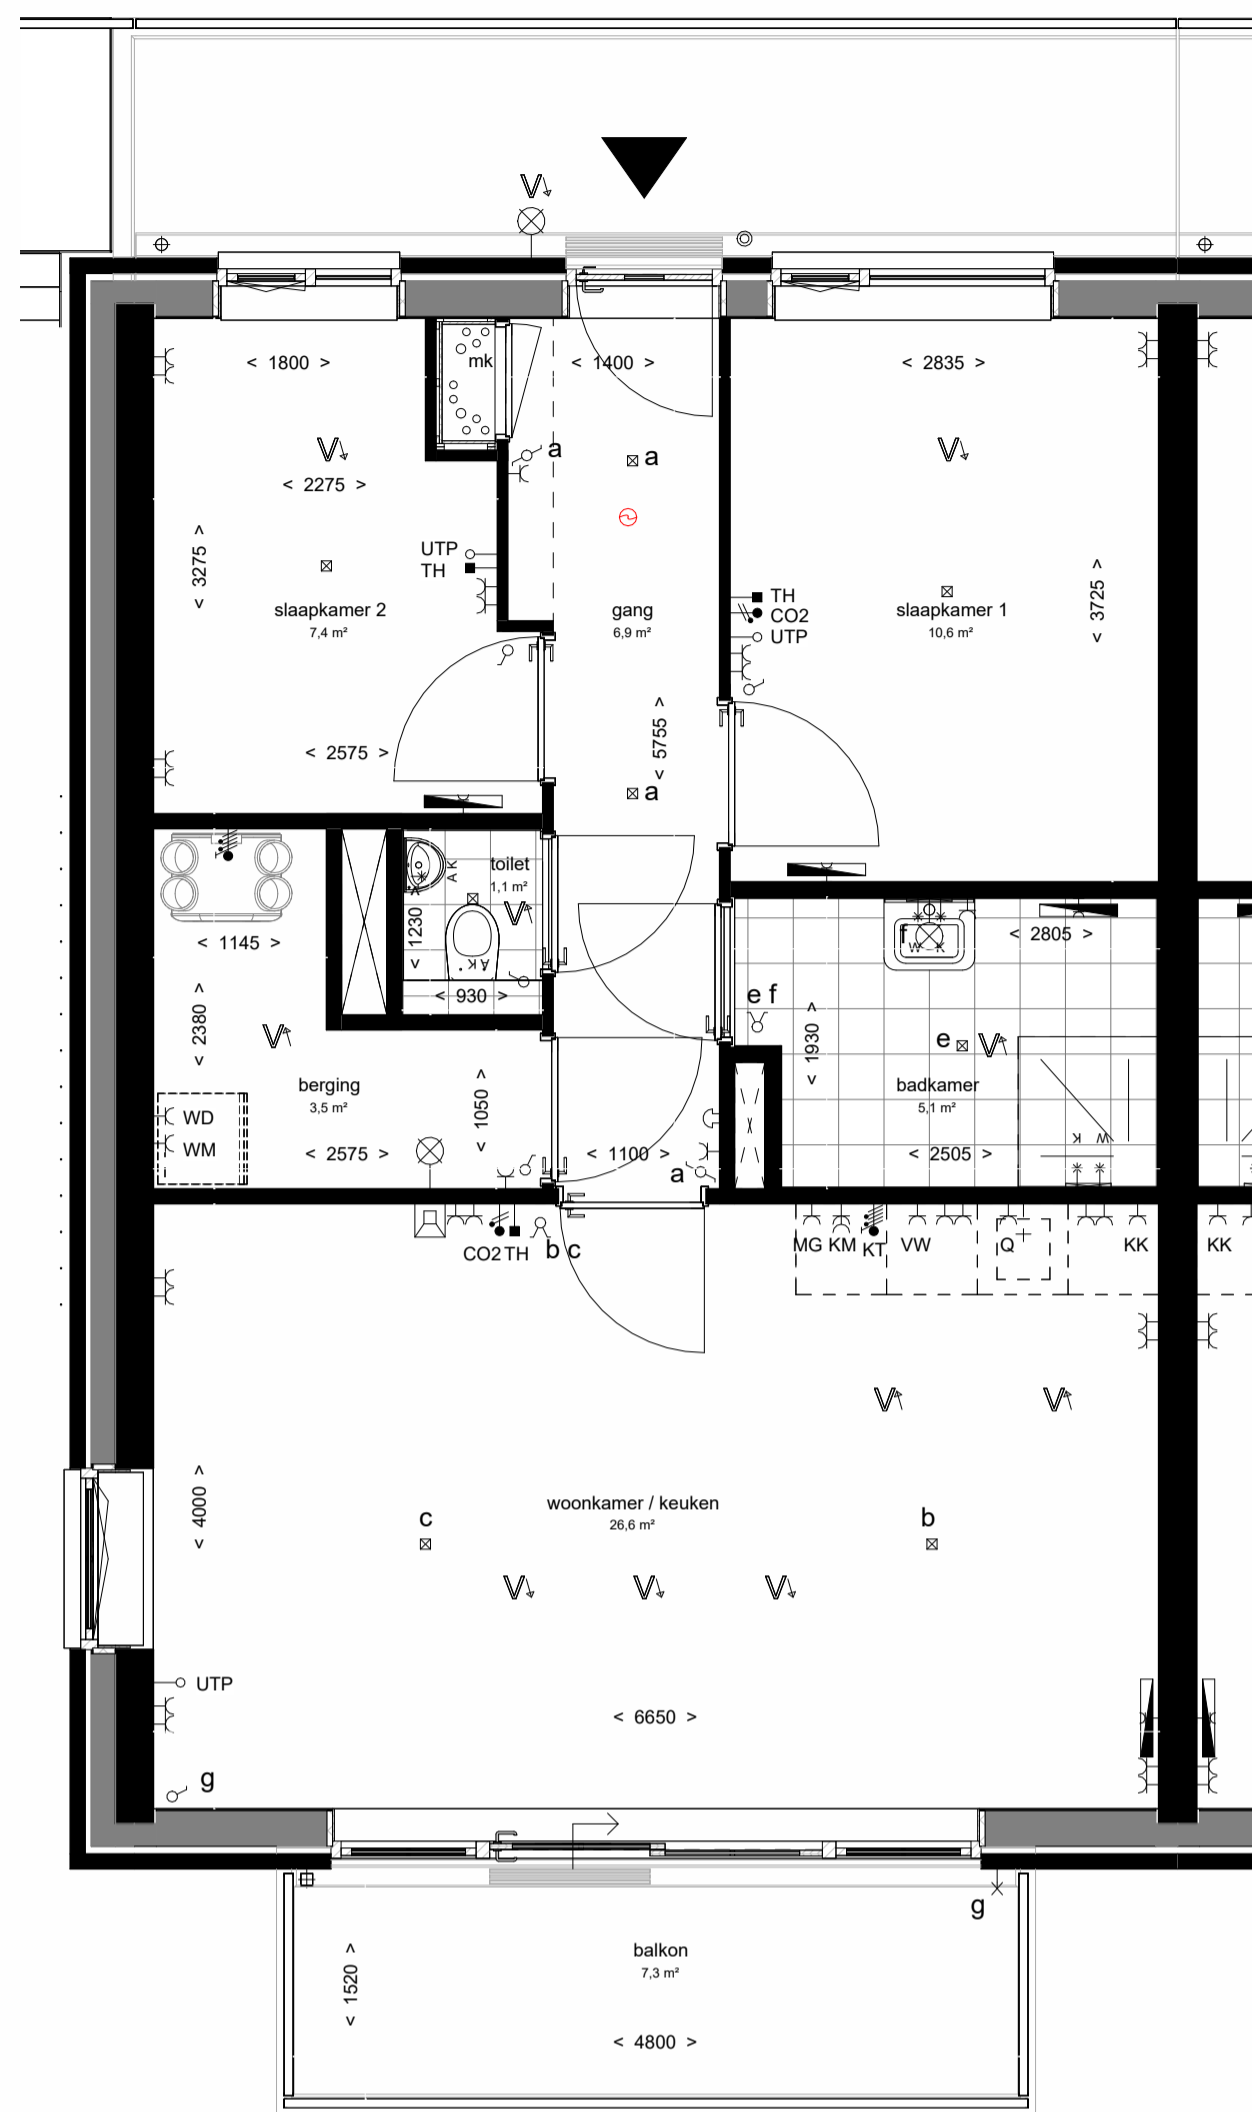 V
mk
< 1800 >
< 1400 >
< 2835 >
a
a
V
V
< 2275 >
< 3275 >
UTP
TH
slaapkamer 2
7,4 m²
gang
6,9 m²
TH
CO2
UTP
slaapkamer 1
10,6 m²
< 3725 >
< 5755 >
< 2575 >
a
toilet
1,1 m²
A K
V
< 1230 >
A K
< 930 >
< 1145 >
< 2380 >
V
berging
3,5 m²
< 1050 >
WD
WM
< 2575 >
< 1100 >
a
f
W K
< 2805 >
e f
< 1930 >
e
V
badkamer
5,1 m²
< 2505 >
K W
CO2 TH
b c
MG KM KT VW Q KK KK
V
V
< 4000 >
woonkamer / keuken
26,6 m²
c
b
V
V
V
UTP
< 6650 >
g
g
balkon
7,3 m²
< 1520 >
< 4800 >